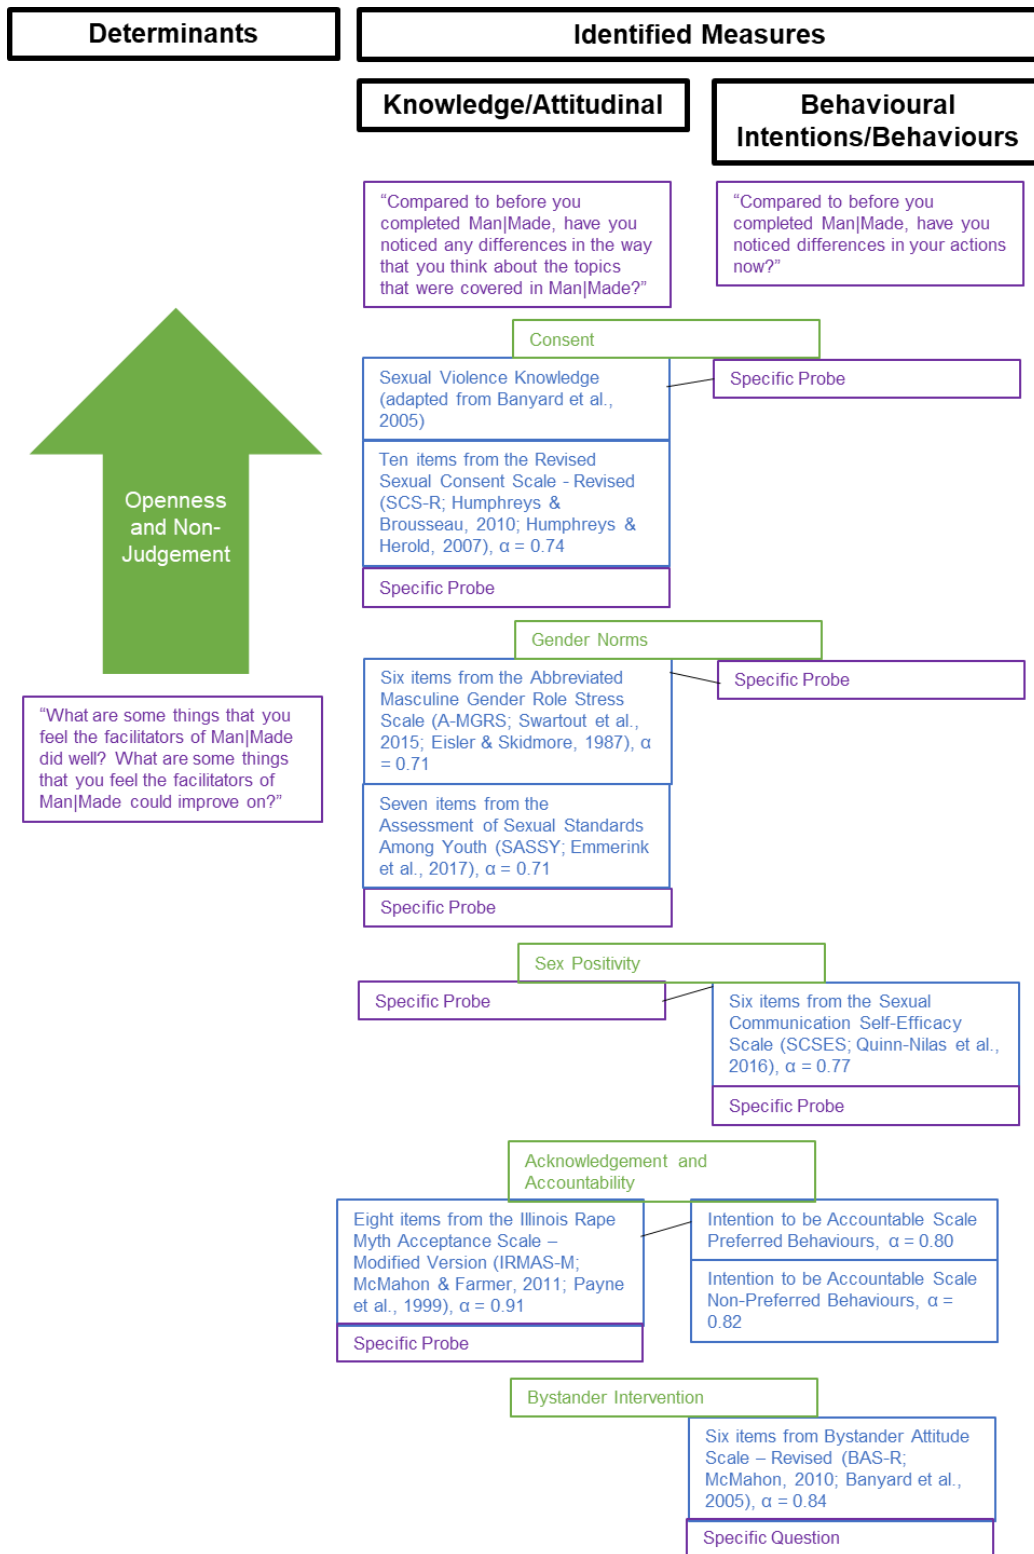 Determinants
Identified Measures
Knowledge/Attitudinal
Behavioural
Intentions/Behaviours
“Compared to before you
completed Man|Made, have you
noticed any differences in the way
that you think about the topics
that were covered in Man|Made?”
“Compared to before you
completed Man|Made, have you
noticed differences in your actions
now?”
Openness
and Non-
Judgement
“What are some things that you
feel the facilitators of Man|Made
did well? What are some things
that you feel the facilitators of
Man|Made could improve on?”
Consent
Sexual Violence Knowledge
(adapted from Banyard et al.,
2005)
Specific Probe
Ten items from the Revised
Sexual Consent Scale - Revised
(SCS-R; Humphreys &
Brousseau, 2010; Humphreys &
Herold, 2007), α = 0.74
Specific Probe
Gender Norms
Six items from the Abbreviated
Masculine Gender Role Stress
Scale (A-MGRS; Swartout et al.,
2015; Eisler & Skidmore, 1987), α
= 0.71
Specific Probe
Seven items from the
Assessment of Sexual Standards
Among Youth (SASSY; Emmerink
et al., 2017), α = 0.71
Specific Probe
Sex Positivity
Specific Probe
Six items from the Sexual
Communication Self-Efficacy
Scale (SCSES; Quinn-Nilas et al.,
2016), α = 0.77
Specific Probe
Acknowledgement and
Accountability
Eight items from the Illinois Rape
Myth Acceptance Scale –
Modified Version (IRMAS-M;
McMahon & Farmer, 2011; Payne
et al., 1999), α = 0.91
Specific Probe
Intention to be Accountable Scale
Preferred Behaviours, α = 0.80
Intention to be Accountable Scale
Non-Preferred Behaviours, α =
0.82
Bystander Intervention
Six items from Bystander Attitude
Scale – Revised (BAS-R;
McMahon, 2010; Banyard et al.,
2005), α = 0.84
Specific Question